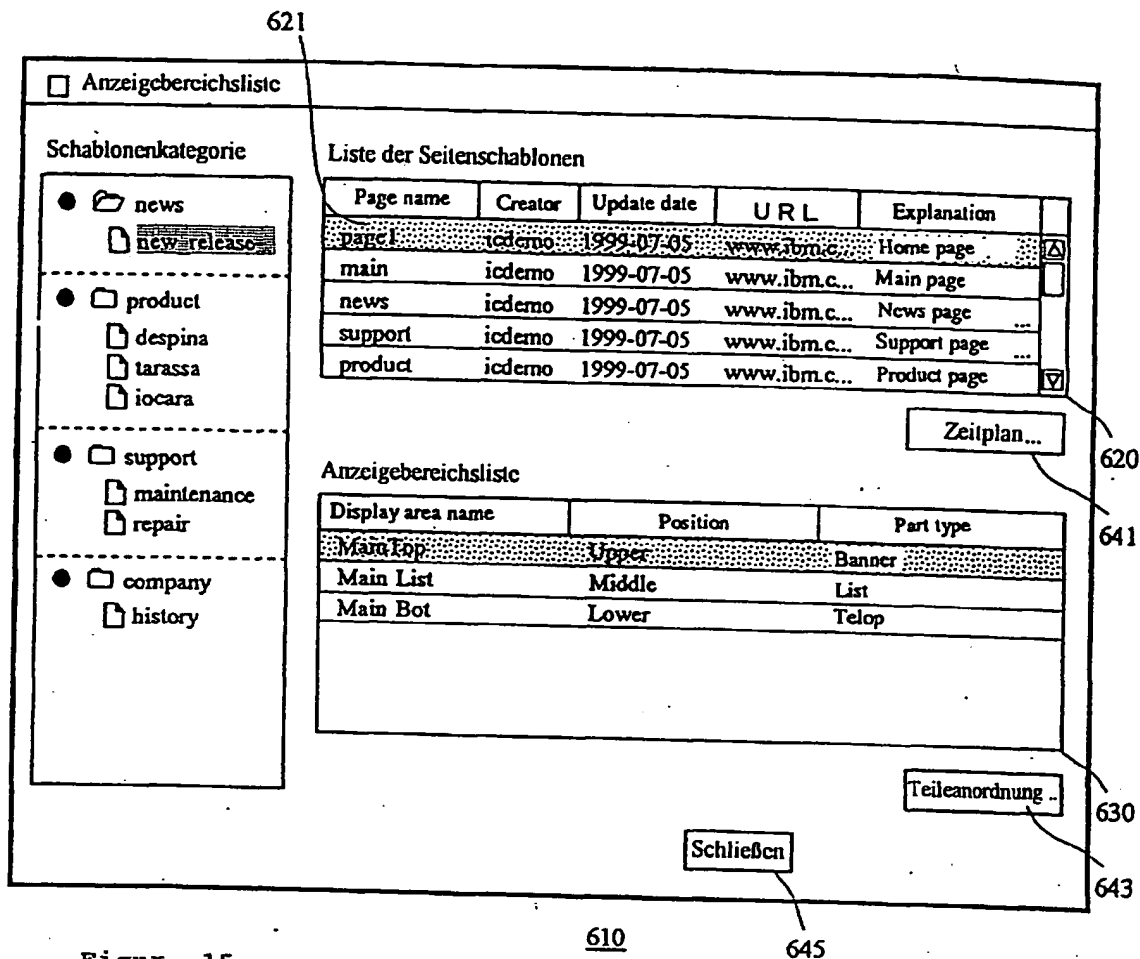 621
Anzeigebereichsliste
Schablonenkategorie
news
new release
product
despina
tarassa
iocara
support
maintenance
repair
company
history
Liste der Seitenschablonen
Page name Creator Update date URL Explanation
page1 icdemo 1999-07-05 www.ibm.c... Home page
main icdemo 1999-07-05 www.ibm.c... Main page
news icdemo 1999-07-05 www.ibm.c... News page ...
support icdemo 1999-07-05 www.ibm.c... Support page ...
product icdemo 1999-07-05 www.ibm.c... Product page
Zeitplan...
620
641
Anzeigebereichsliste
Display area name Position Part type
MainTop Upper Banner
Main List Middle List
Main Bot Lower Telop
630
Teileanordnung ..
643
Schließen
645
610
Figur 15